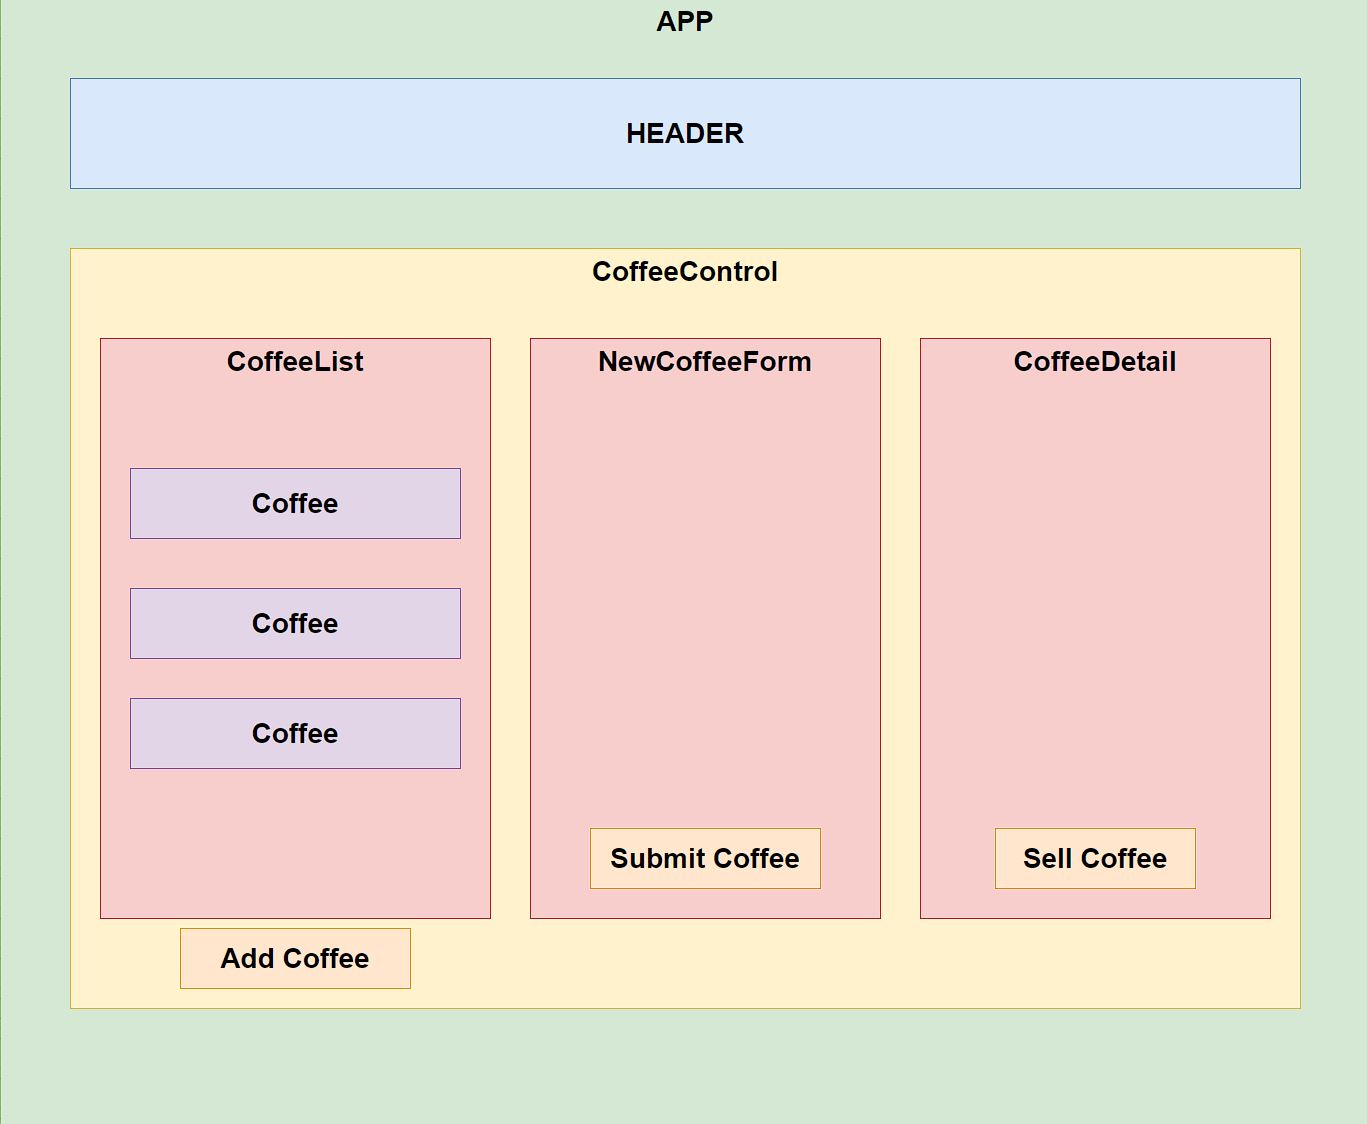 APP
HEADER
CoffeeControl
CoffeeList
Coffee
Coffee
Coffee
Add Coffee
NewCoffeeForm
Submit Coffee
CoffeeDetail
Sell Coffee